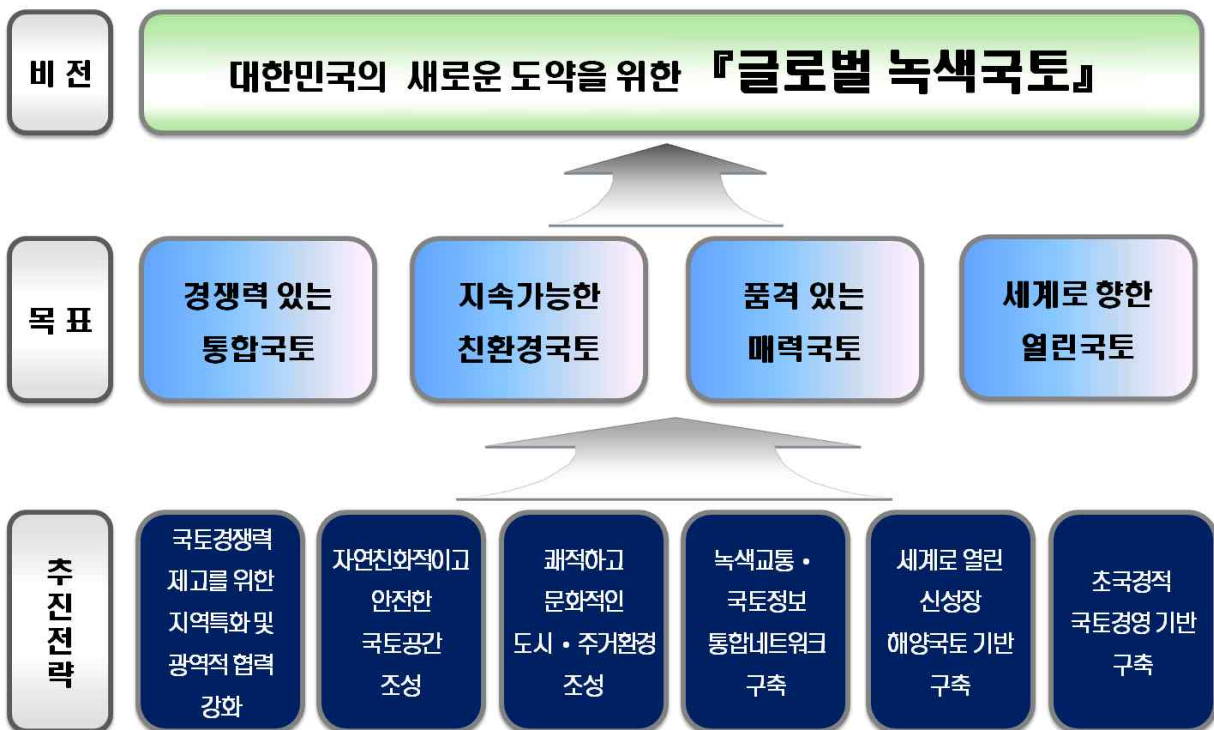 비 전
대한민국의 새로운 도약을 위한 『글로벌 녹색국토』
목 표
경쟁력 있는
통합국토
지속가능한
친환경국토
품격 있는
매력국토
세계로 향한
열린국토
추진전략
국토경쟁력
제고를 위한
지역특화 및
광역적 협력
강화
자연친화적이고
안전한
국토공간
조성
쾌적하고
문화적인
도시 • 주거환경
조성
녹색교통 •
국토정보
통합네트워크
구축
세계로 열린
신성장
해양국토 기반
구축
초국경적
국토경영 기반
구축